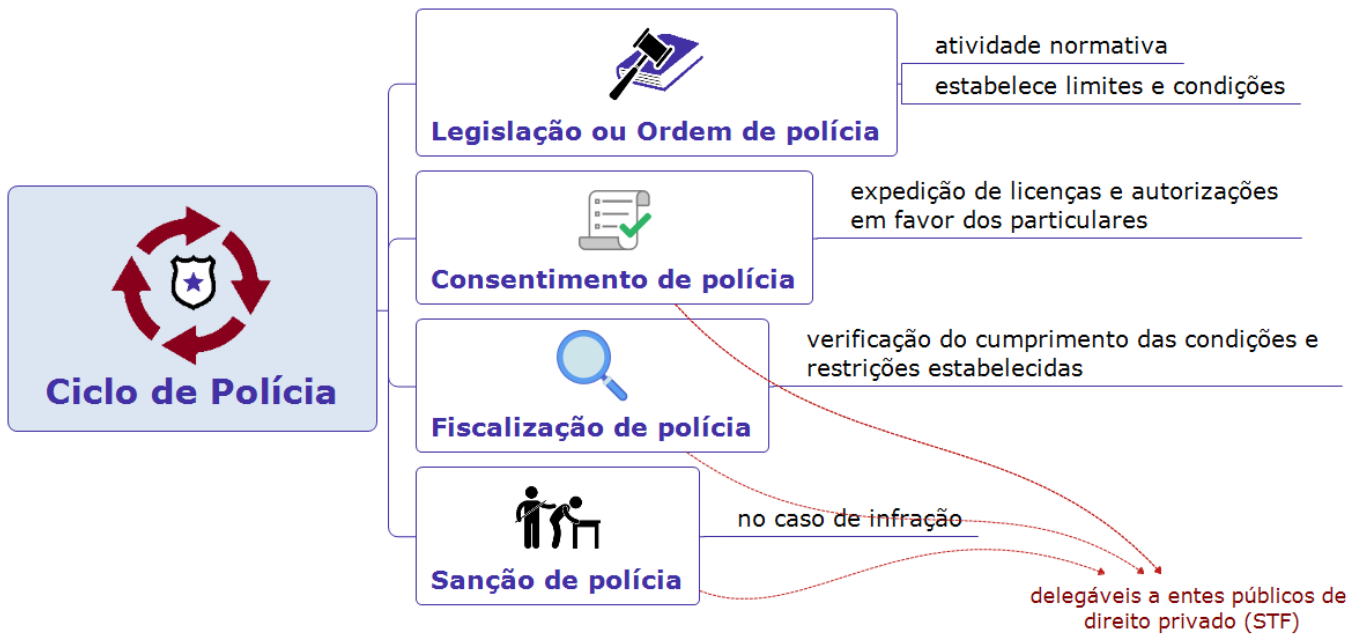 Ciclo de Polícia
Legislação ou Ordem de polícia
atividade normativa
estabelece limites e condições
Consentimento de polícia
expedição de licenças e autorizações
em favor dos particulares
Fiscalização de polícia
verificação do cumprimento das condições e
restrições estabelecidas
Sanção de polícia
no caso de infração
delegáveis a entes públicos de
direito privado (STF)